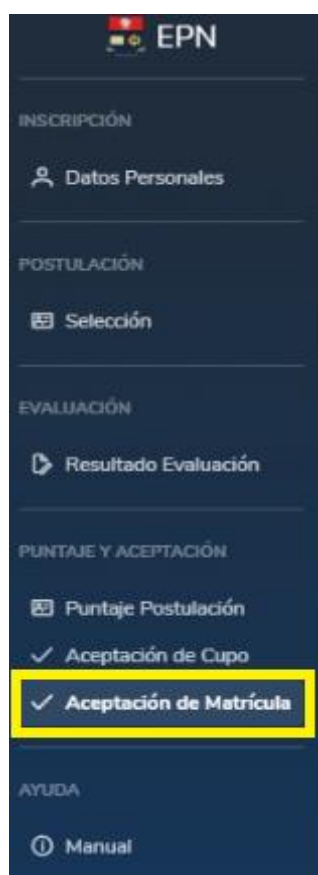 EPN
INSCRIPCIÓN
Datos Personales
POSTULACIÓN
Selección
EVALUACIÓN
Resultado Evaluación
PUNTAJE Y ACEPTACIÓN
Puntaje Postulación
Aceptación de Cupo
Aceptación de Matrícula
AYUDA
Manual